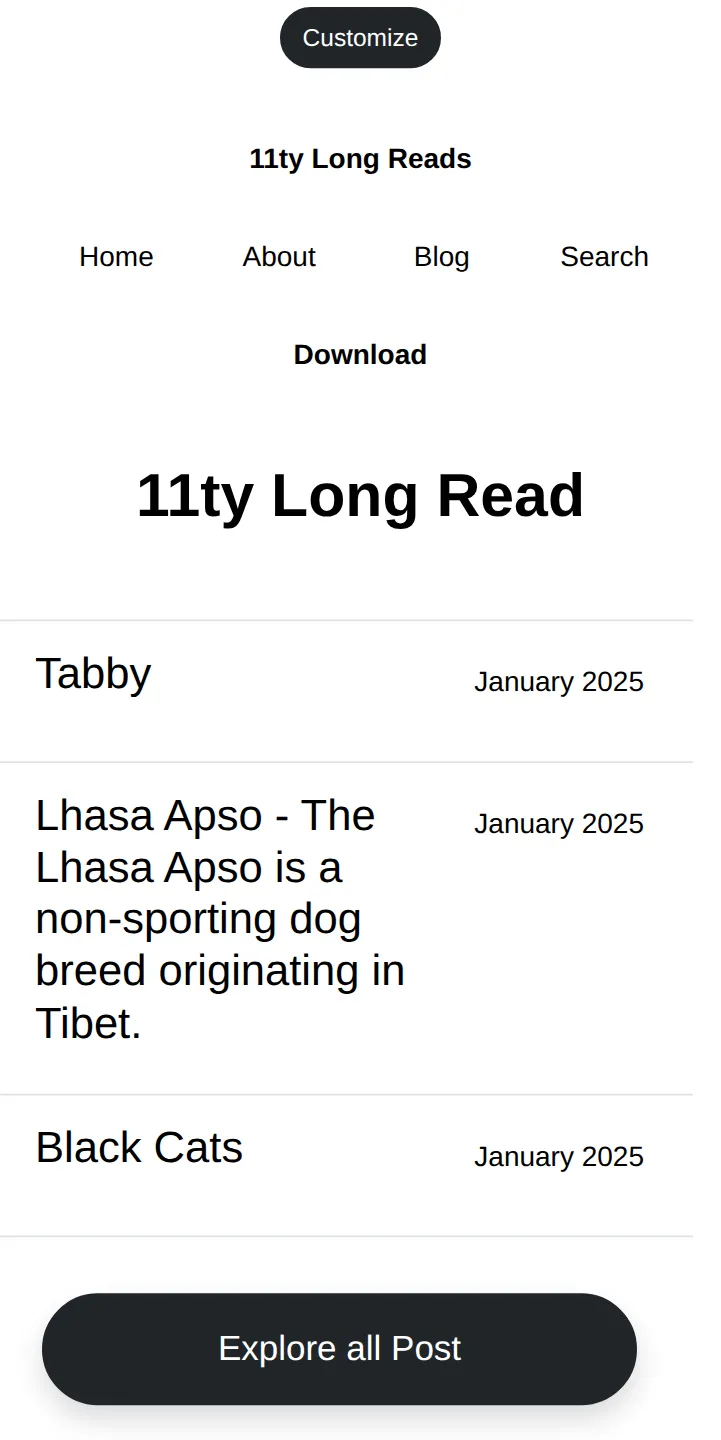 Customize
11ty Long Reads
Home About Blog Search
Download
11ty Long Read
Tabby January 2025
Lhasa Apso - The January 2025
Lhasa Apso is a
non-sporting dog
breed originating in
Tibet.
Black Cats January 2025
Explore all Post